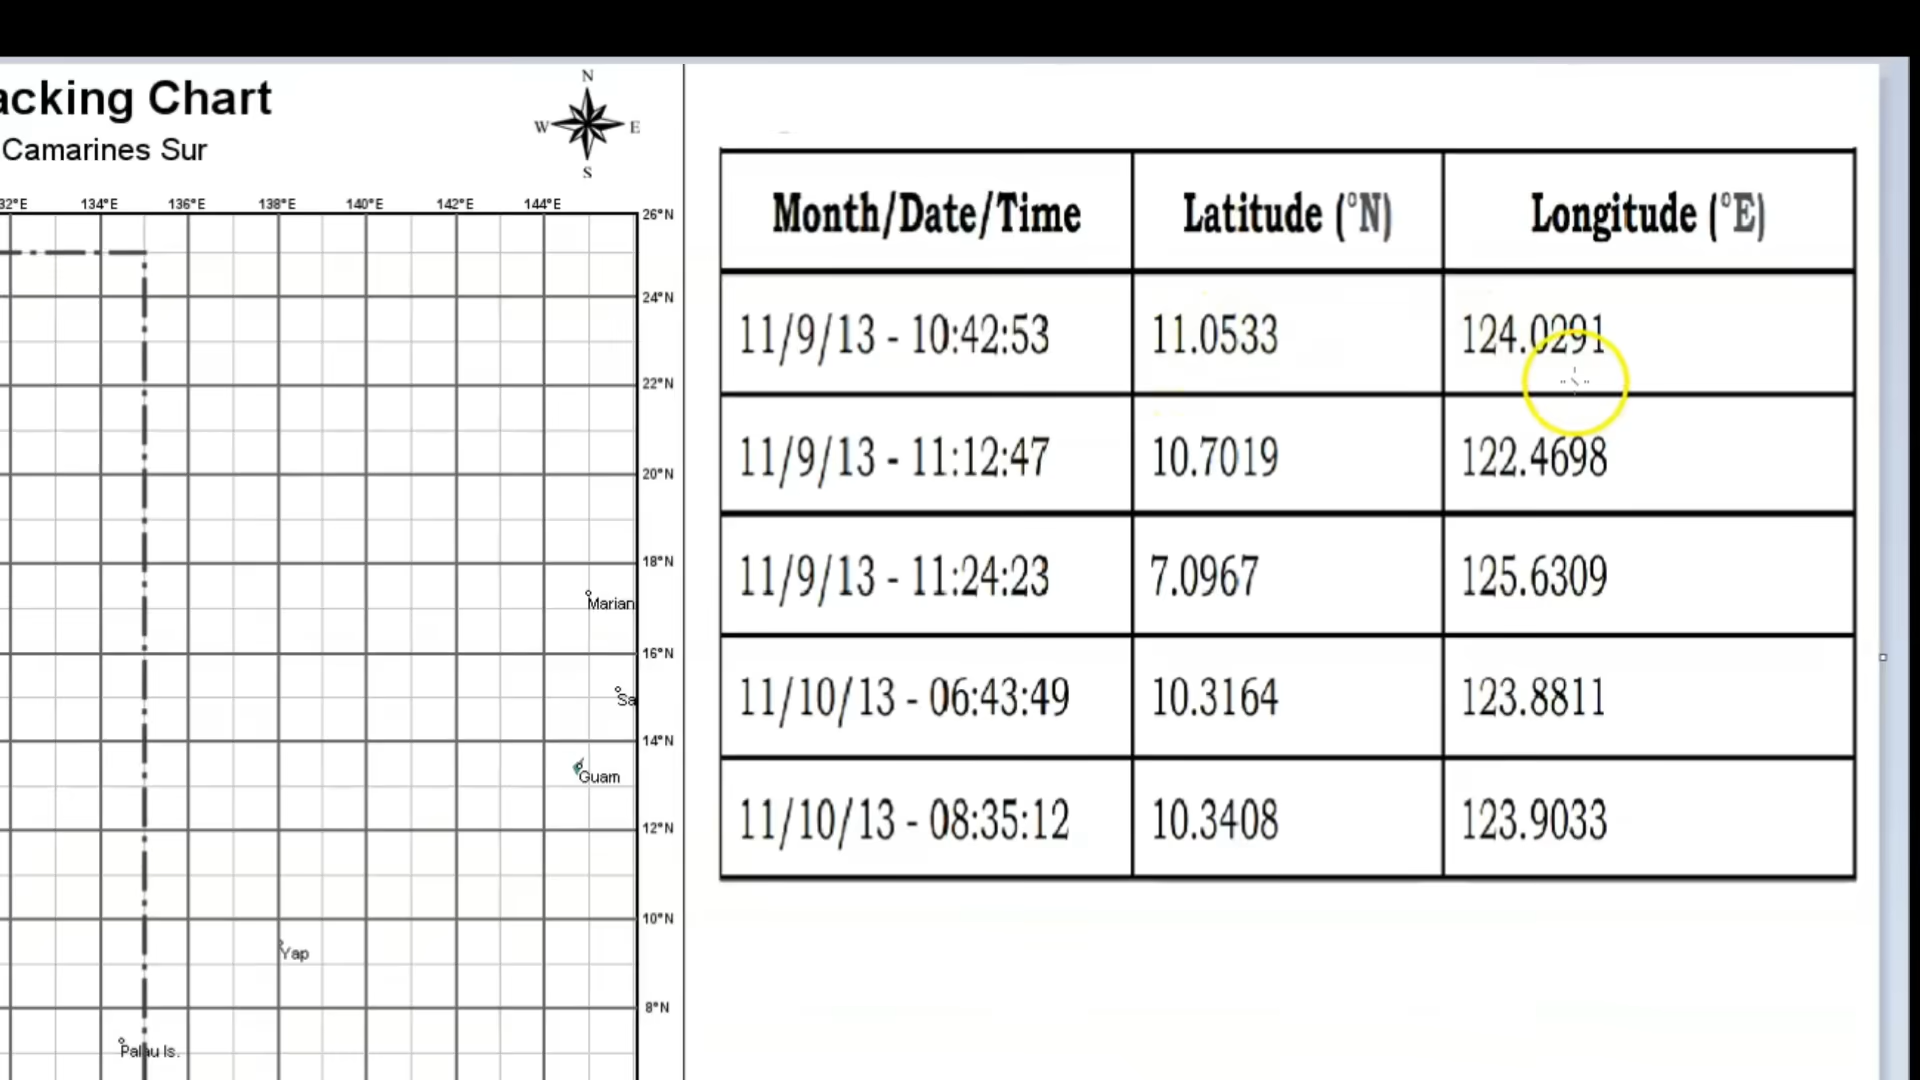 acking Chart
Camarines Sur
N
W E
S
32°E 134°E 136°E 138°E 140°E 142°E 144°E
26°N
24°N
22°N
20°N
18°N
Marian
16°N
Sa
14°N
Guam
12°N
10°N
Yap
8°N
Palau Is.
Month/Date/Time Latitude (°N) Longitude (°E)
11/9/13 - 10:42:53 11.0533 124.0291
11/9/13 - 11:12:47 10.7019 122.4698
11/9/13 - 11:24:23 7.0967 125.6309
11/10/13 - 06:43:49 10.3164 123.8811
11/10/13 - 08:35:12 10.3408 123.9033